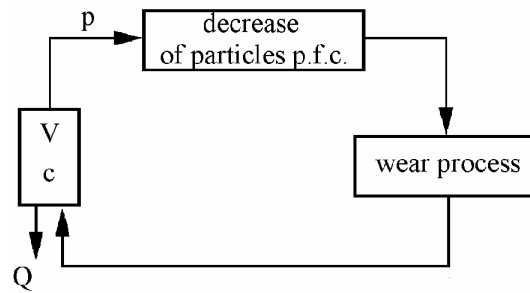 p
decrease
of particles p.f.c.
V
c
wear process
Q